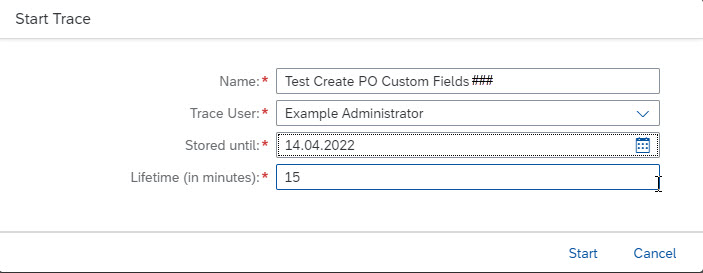 Start Trace
Name:* Test Create PO Custom Fields ###
Trace User:* Example Administrator
Stored until:* 14.04.2022
Lifetime (in minutes):* 15
Start Cancel